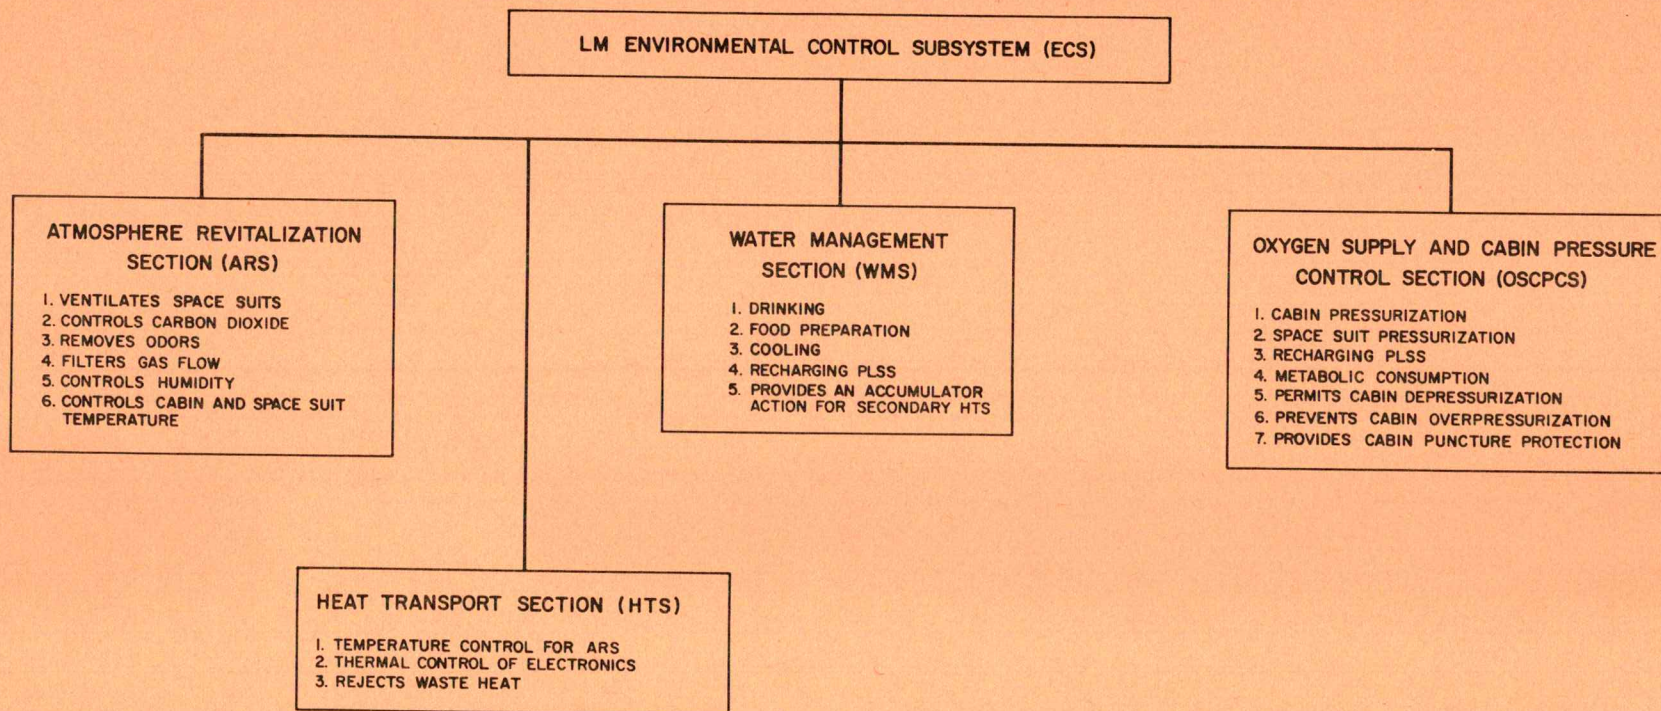 LM ENVIRONMENTAL CONTROL SUBSYSTEM (ECS)
ATMOSPHERE REVITALIZATION
SECTION (ARS)
1. VENTILATES SPACE SUITS
2. CONTROLS CARBON DIOXIDE
3. REMOVES ODORS
4. FILTERS GAS FLOW
5. CONTROLS HUMIDITY
6. CONTROLS CABIN AND SPACE SUIT
TEMPERATURE
WATER MANAGEMENT
SECTION (WMS)
1. DRINKING
2. FOOD PREPARATION
3. COOLING
4. RECHARGING PLSS
5. PROVIDES AN ACCUMULATOR
ACTION FOR SECONDARY HTS
OXYGEN SUPPLY AND CABIN PRESSURE
CONTROL SECTION (OSCPCS)
1. CABIN PRESSURIZATION
2. SPACE SUIT PRESSURIZATION
3. RECHARGING PLSS
4. METABOLIC CONSUMPTION
5. PERMITS CABIN DEPRESSURIZATION
6. PREVENTS CABIN OVERPRESSURIZATION
7. PROVIDES CABIN PUNCTURE PROTECTION
HEAT TRANSPORT SECTION (HTS)
1. TEMPERATURE CONTROL FOR ARS
2. THERMAL CONTROL OF ELECTRONICS
3. REJECTS WASTE HEAT